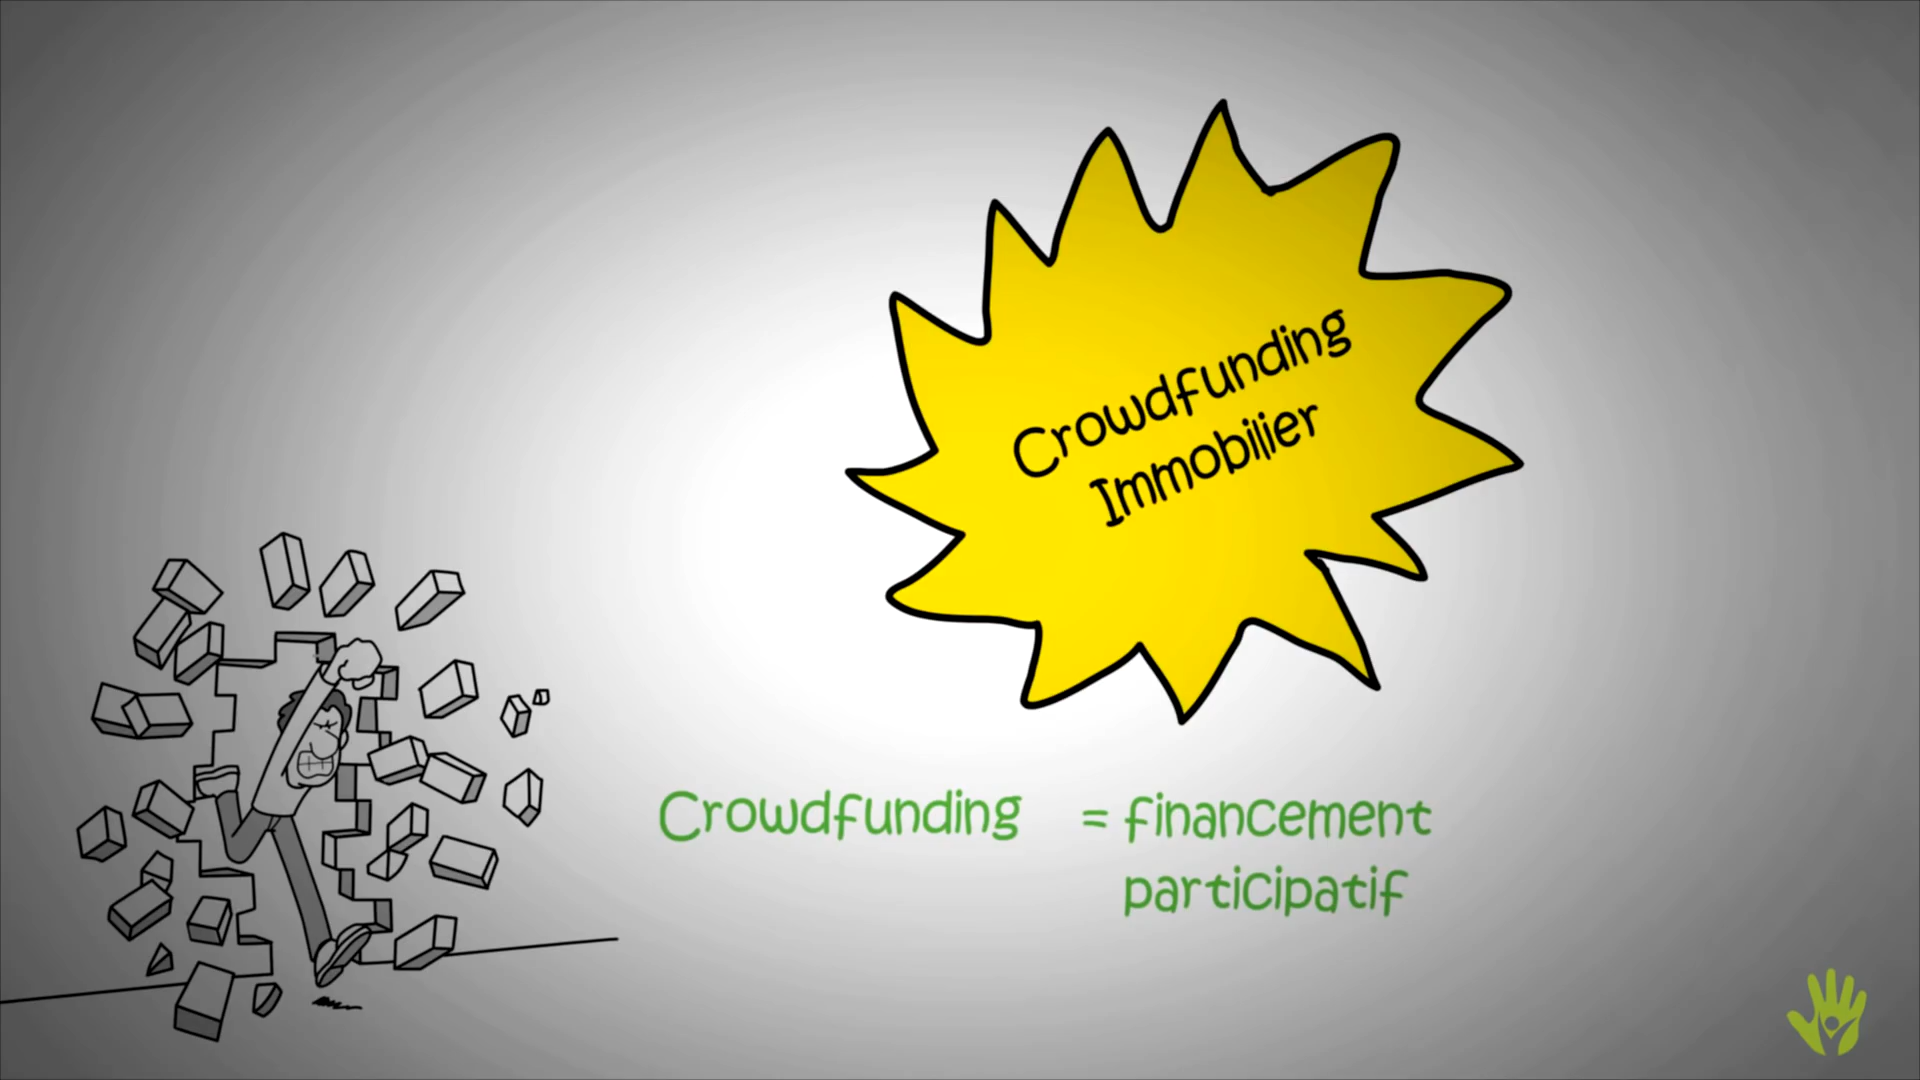 Crowdfunding
Immobilier
Crowdfunding = financement
participatif